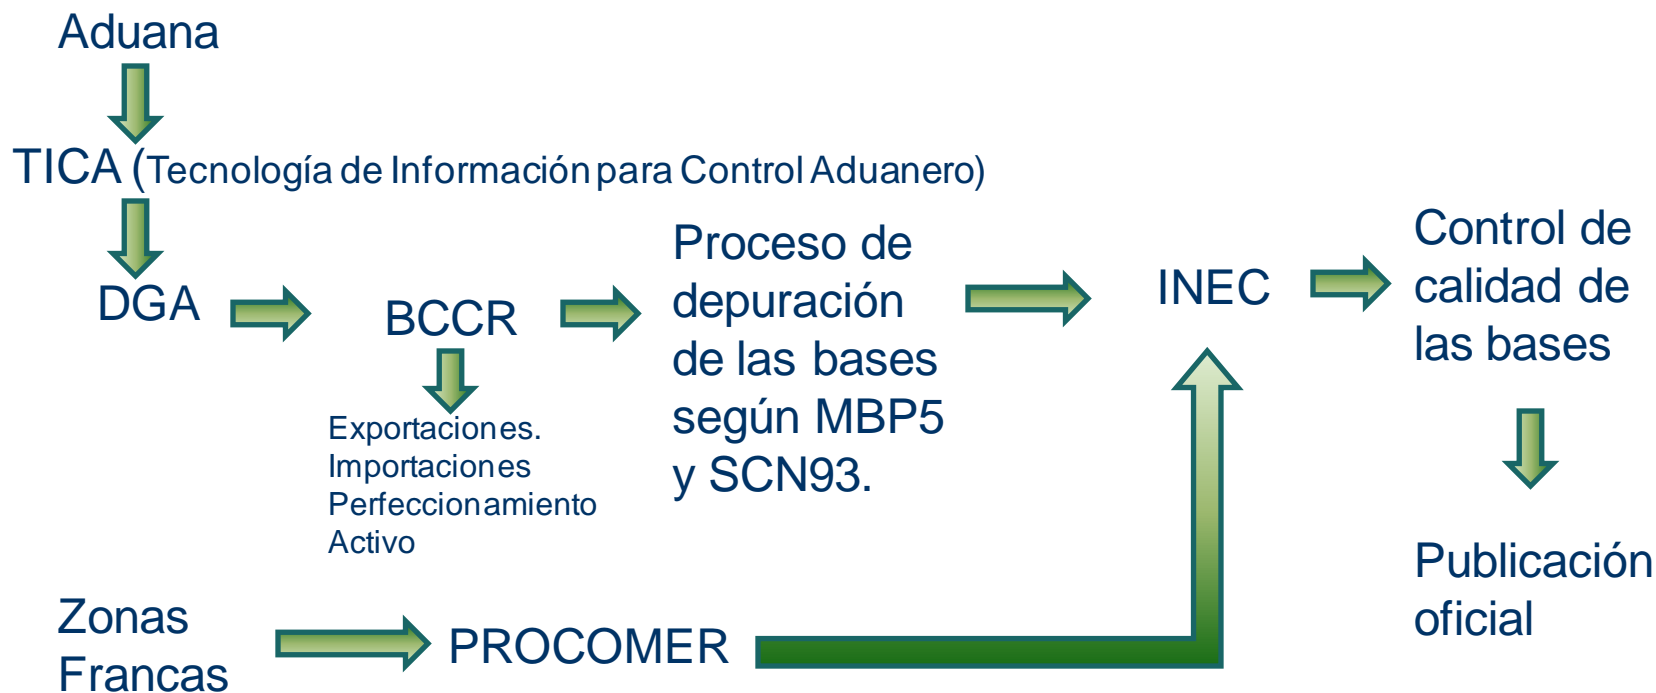 Aduana
TICA (Tecnología de Información para Control Aduanero)
DGA
BCCR
Exportaciones.
Importaciones
Perfeccionamiento
Activo
Proceso de
depuración
de las bases
según MBP5
y SCN93.
INEC
Control de
calidad de
las bases
Publicación
oficial
Zonas
Francas
PROCOMER